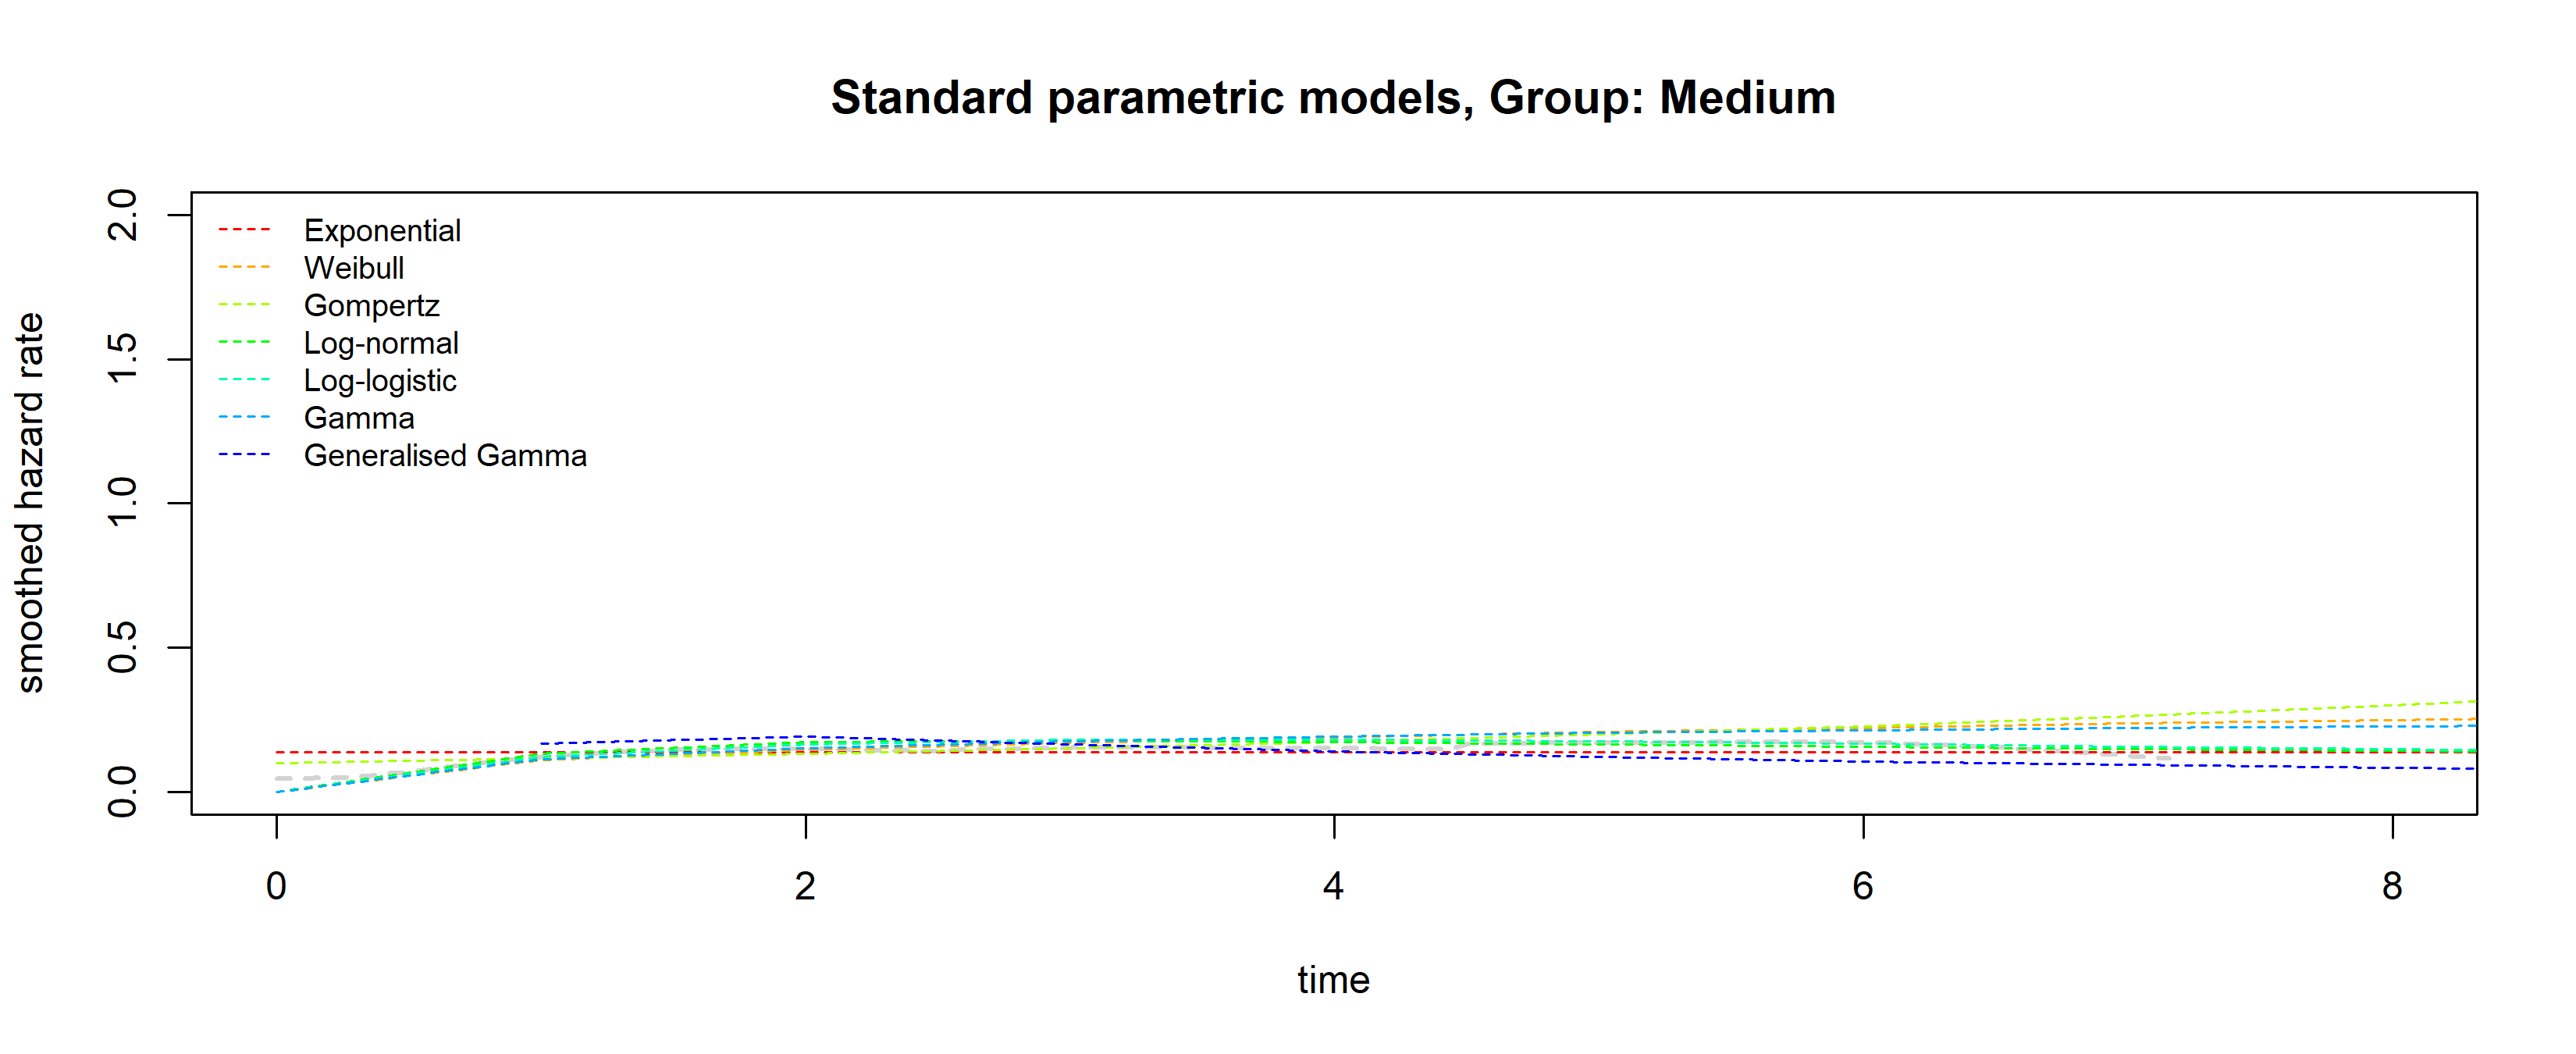 Standard parametric models, Group: Medium
smoothed hazard rate
2.0
1.5
1.0
0.5
0.0
Exponential
Weibull
Gompertz
Log-normal
Log-logistic
Gamma
Generalised Gamma
0 2 4 6 8
time